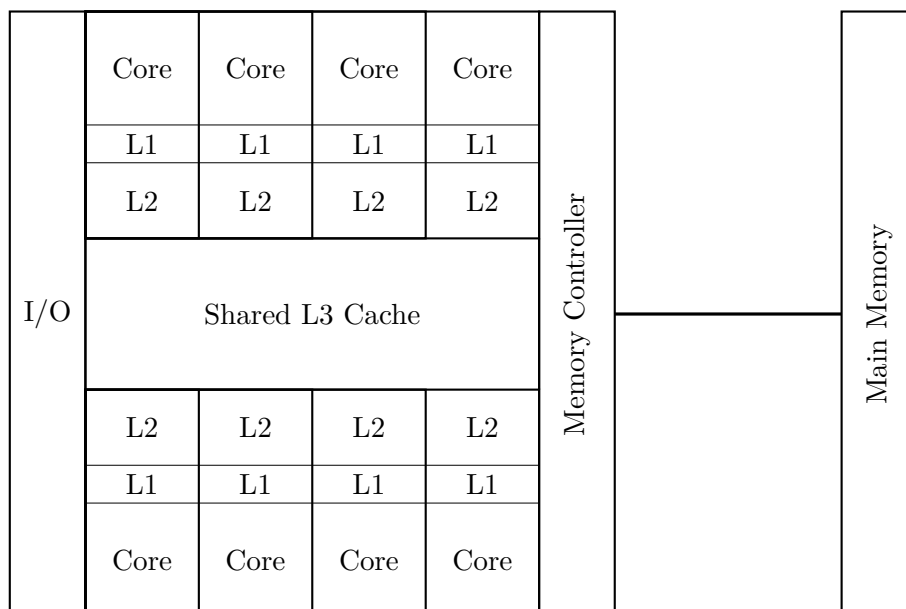 Core Core Core Core
L1 L1 L1 L1
L2 L2 L2 L2
I/O
Shared L3 Cache
Memory Controller
Main Memory
L2 L2 L2 L2
L1 L1 L1 L1
Core Core Core Core